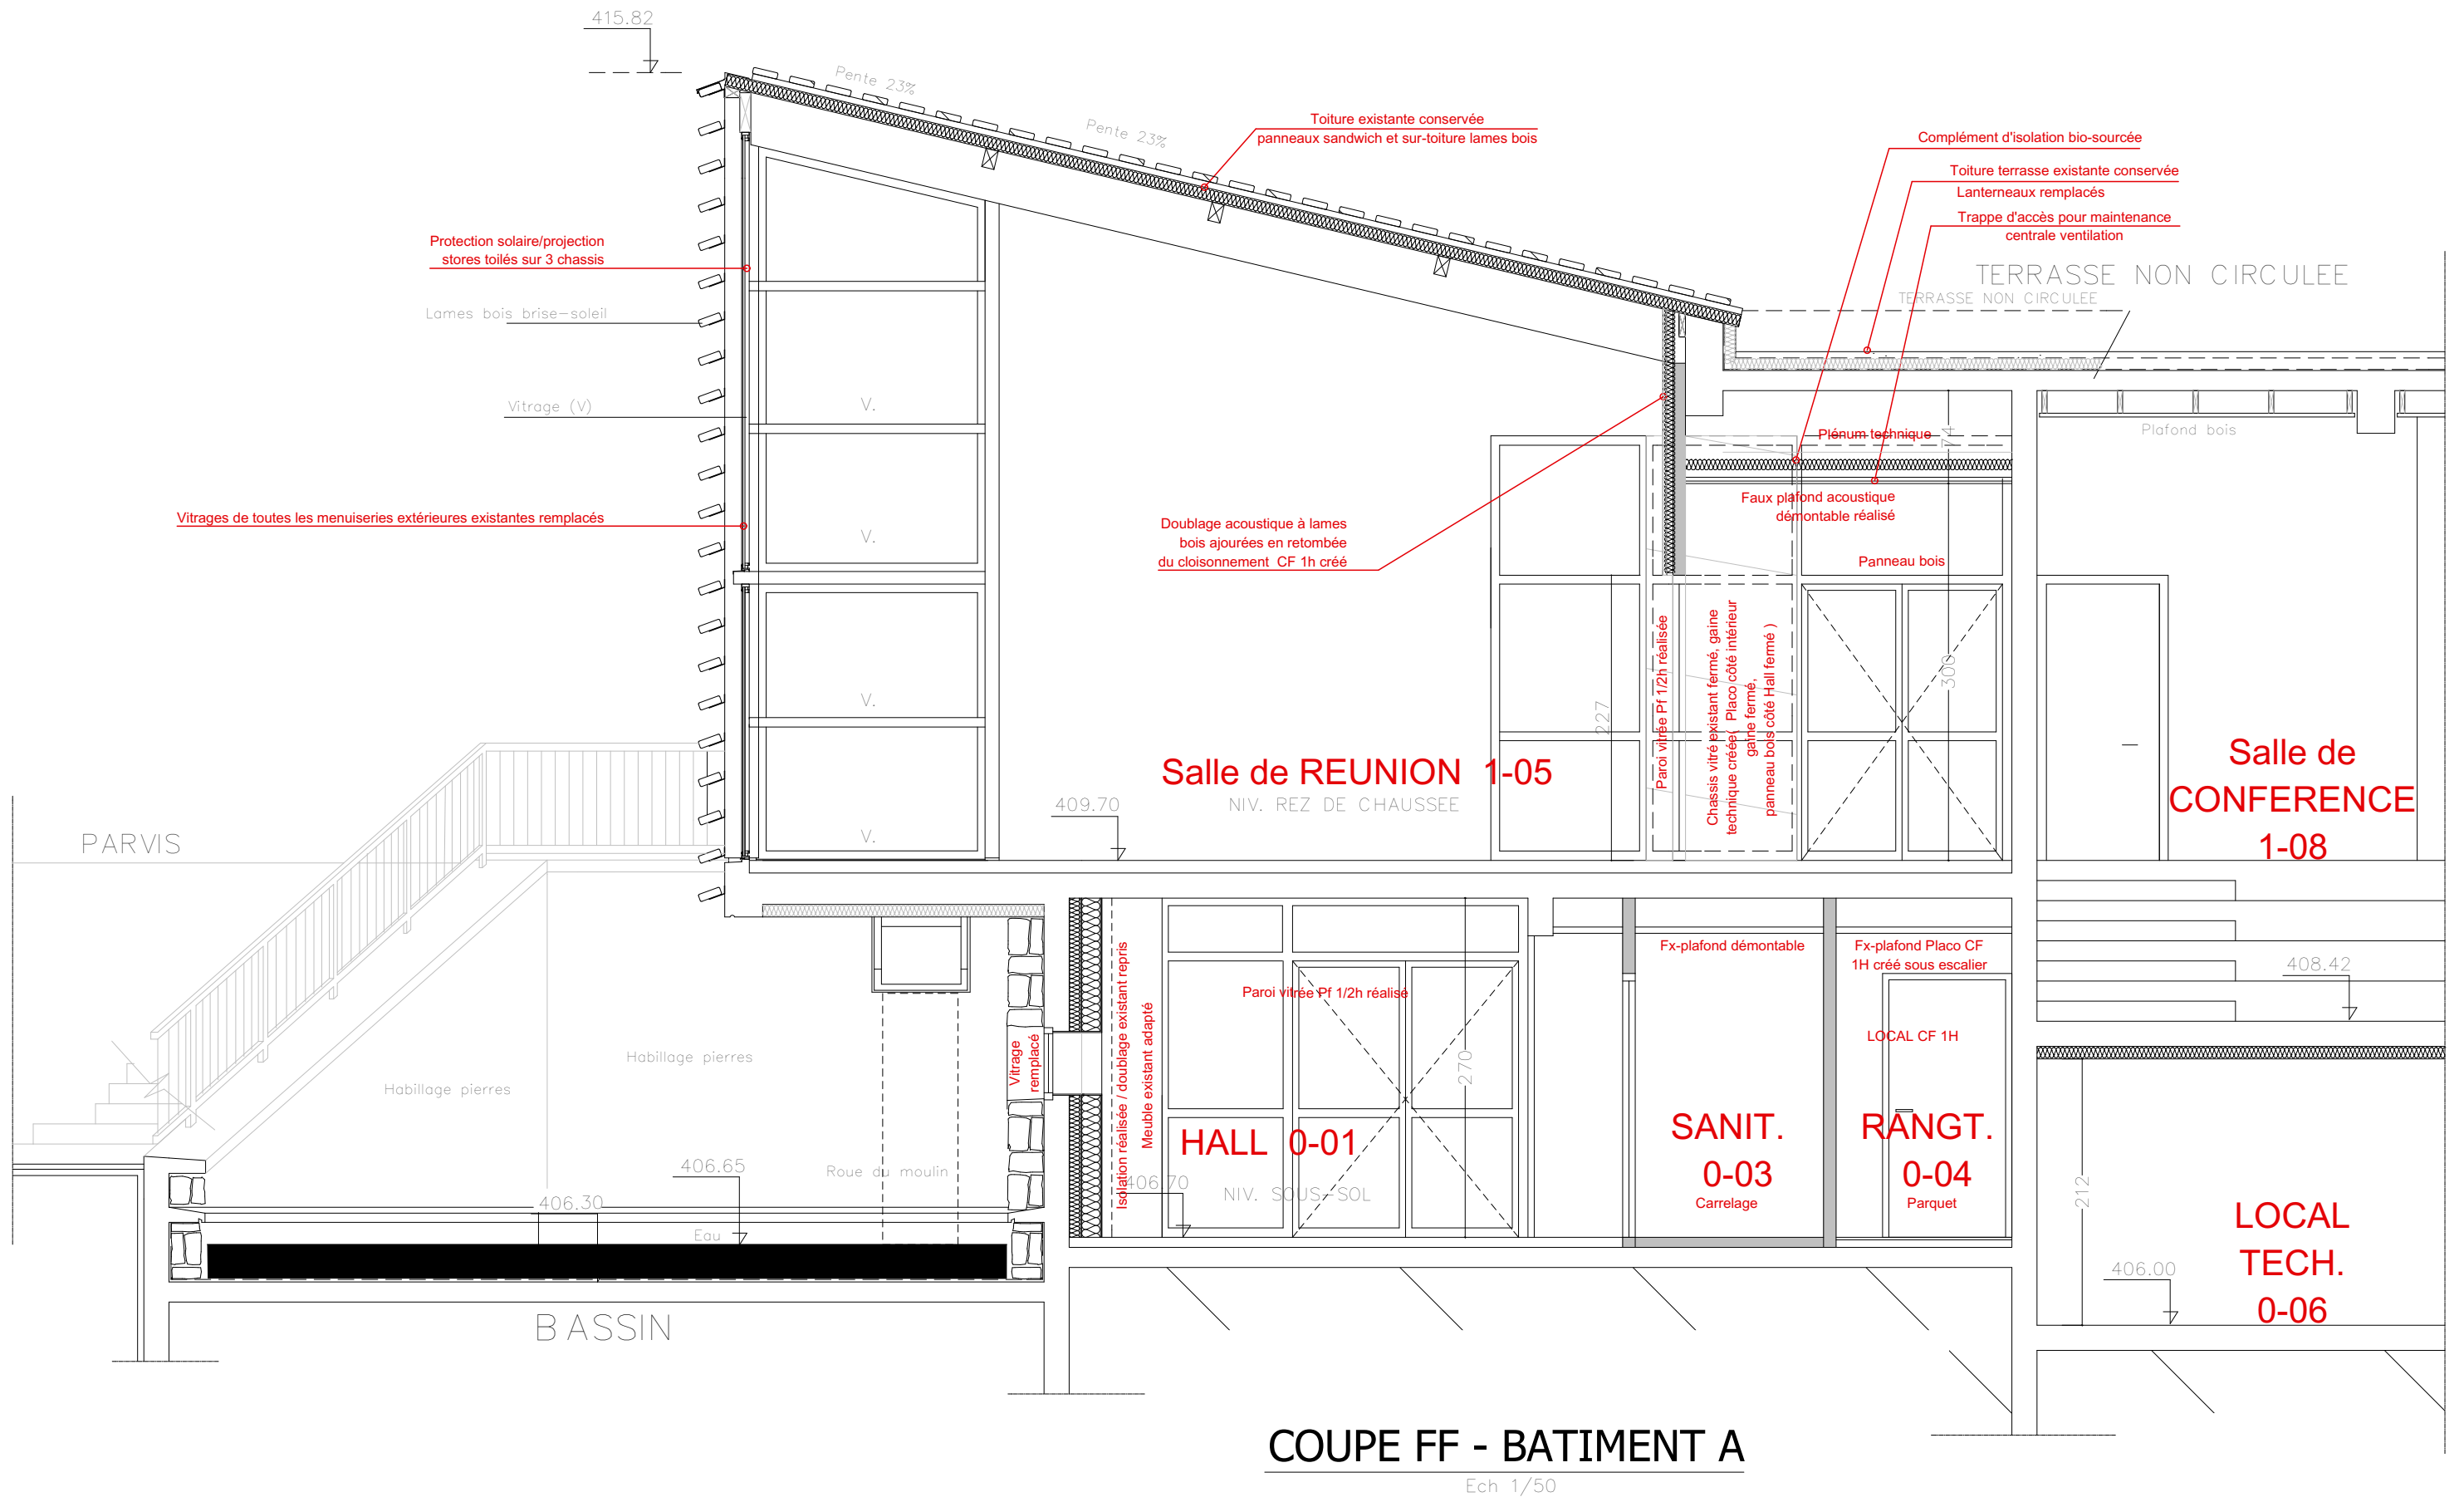 415.82
Pente 23%
Pente 23%
Toiture existante conservée
panneaux sandwich et sur-toiture lames bois
Complément d'isolation bio-sourcée
Toiture terrasse existante conservée
Lanterneaux remplacés
Trappe d'accès pour maintenance
centrale ventilation
Protection solaire/projection
stores toilés sur 3 chassis
TERRASSE NON CIRCULEE
TERRASSE NON CIRCULEE
Lames bois brise-soleil
Vitrage (V)
V.
Plénum technique
74
Plafond bois
Vitrages de toutes les menuiseries extérieures existantes remplacés
V.
Doublage acoustique à lames
bois ajourées en retombée
du cloisonnement CF 1h créé
Faux plafond acoustique
démontable réalisé
Panneau bois
V.
227
Paroi vitrée Pf 1/2h réalisée
Chassis vitré existant fermé, gaine
technique créée( Placo côté intérieur
gaine fermé,
panneau bois côté Hall fermé )
300
Salle de REUNION 1-05
NIV. REZ DE CHAUSSEE
409.70
V.
Salle de
CONFERENCE
1-08
PARVIS
Isolation réalisée / doublage existant repris
Meuble existant adapté
Paroi vitrée Pf 1/2h réalisé
Fx-plafond démontable
Fx-plafond Placo CF
1H créé sous escalier
LOCAL CF 1H
408.42
270
Vitrage
remplacé
Habillage pierres
Habillage pierres
Roue du moulin
406.65
406.30
Eau
HALL 0-01
406.70
NIV. SOUS-SOL
SANIT.
0-03
Carrelage
RANGT.
0-04
Parquet
212
LOCAL
TECH.
0-06
406.00
BASSIN
COUPE FF - BATIMENT A
Ech 1/50